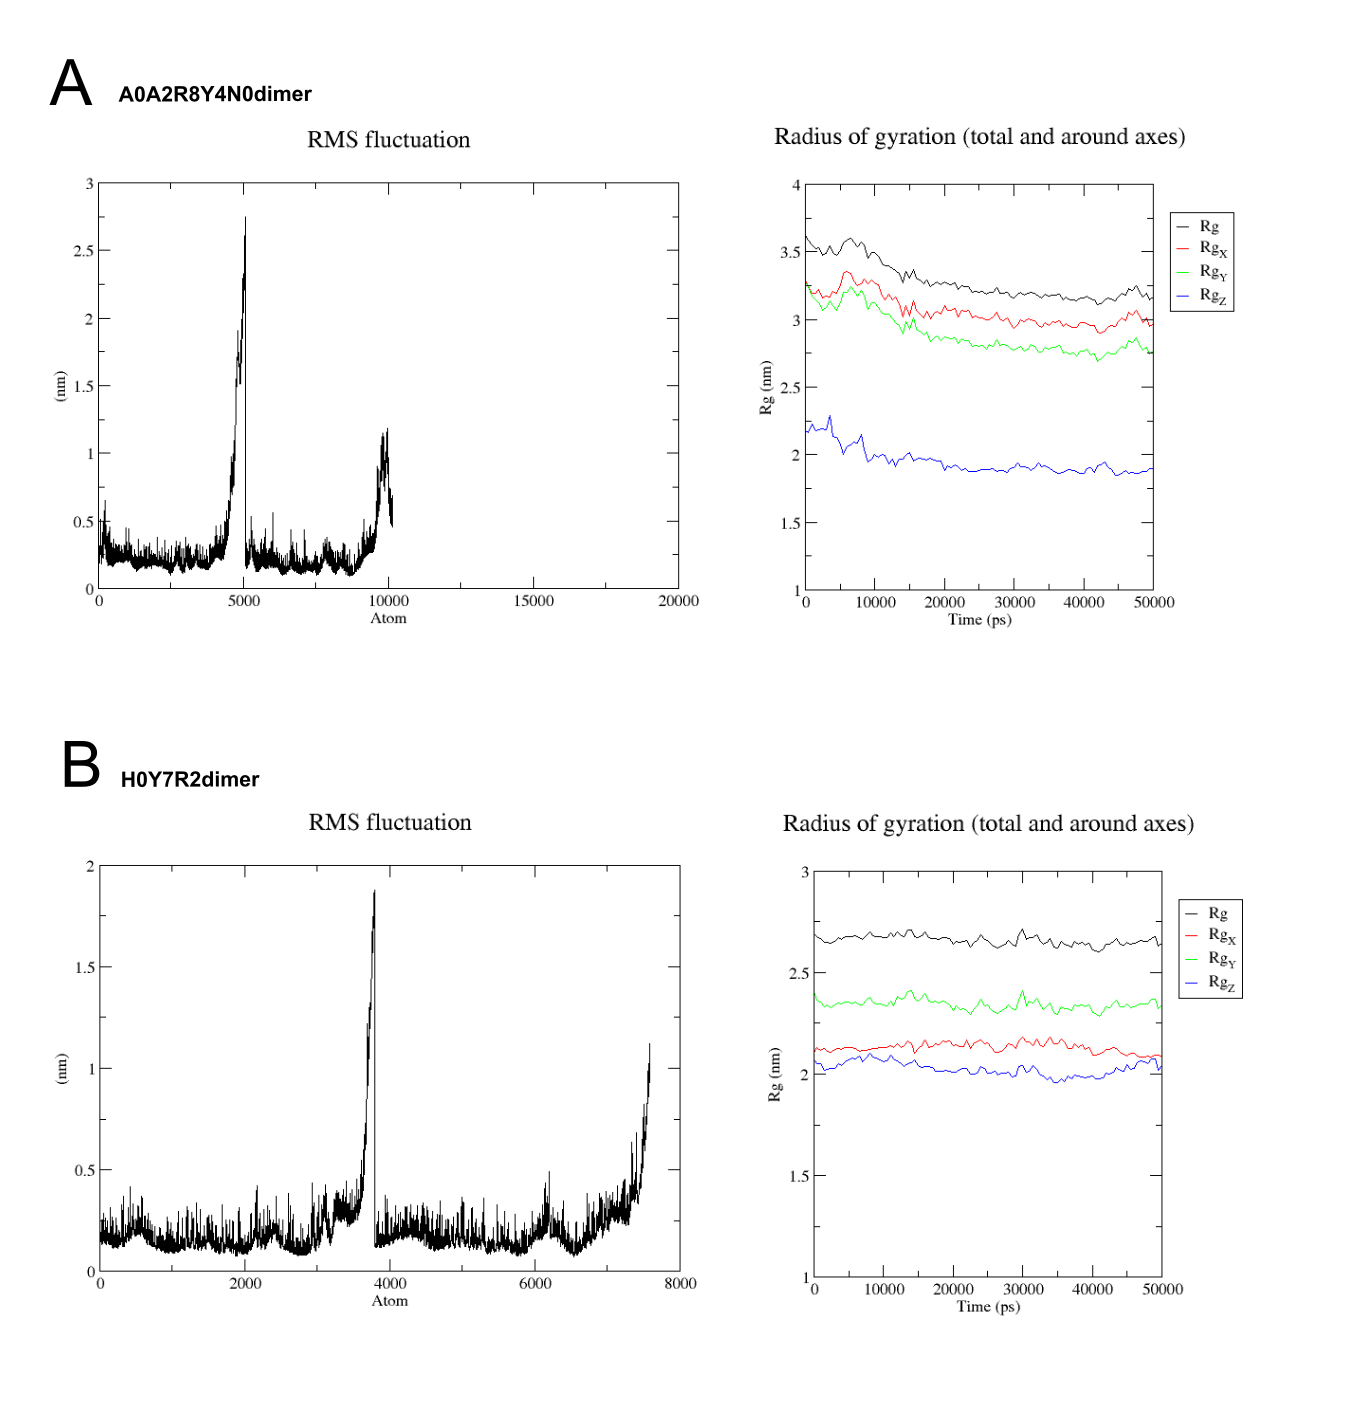 A A0A2R8Y4N0dimer
RMS fluctuation
3
2.5
2
1.5
1
0.5
0
(nm)
0 5000 10000 15000 20000
Atom
Radius of gyration (total and around axes)
4
3.5
3
2.5
2
1.5
1
Rg (nm)
0 10000 20000 30000 40000 50000
Time (ps)
Rg
RgX
RgY
RgZ
B H0Y7R2dimer
RMS fluctuation
2
1.5
1
0.5
0
(nm)
0 2000 4000 6000 8000
Atom
Radius of gyration (total and around axes)
3
2.5
2
1.5
1
Rg (nm)
0 10000 20000 30000 40000 50000
Time (ps)
Rg
RgX
RgY
RgZ